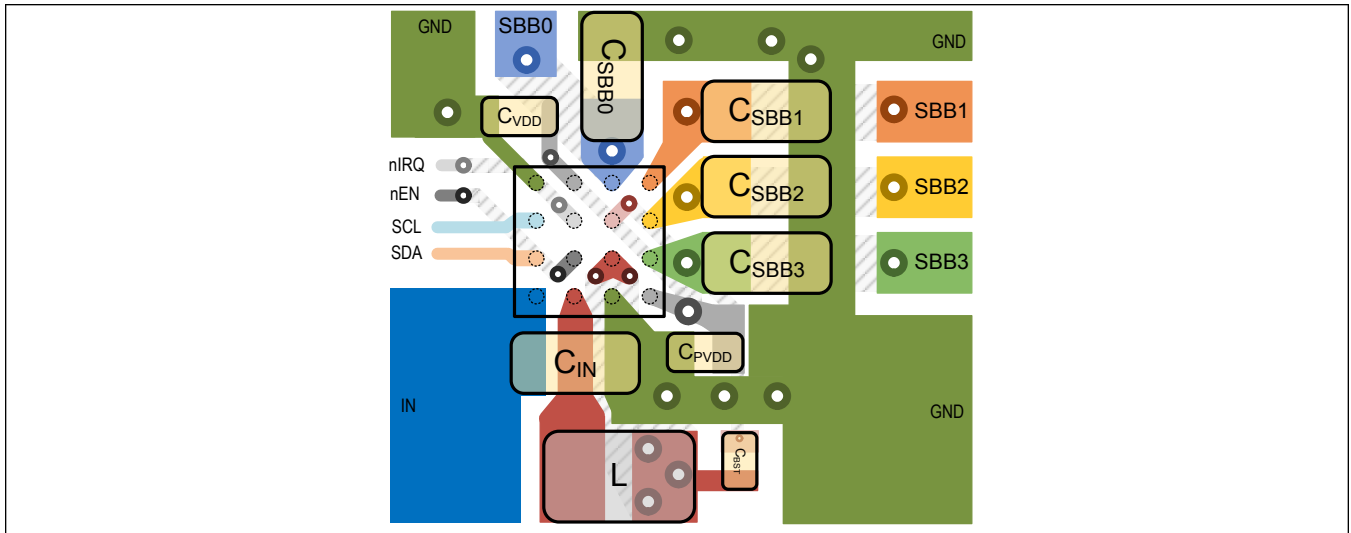 GND
SBB0
CSBB0
GND
CVDD
CSBB1
SBB1
nIRQ
nEN
CSBB2
SBB2
SCL
SDA
CSBB3
SBB3
CIN
CPVDD
IN
GND
L
CBST